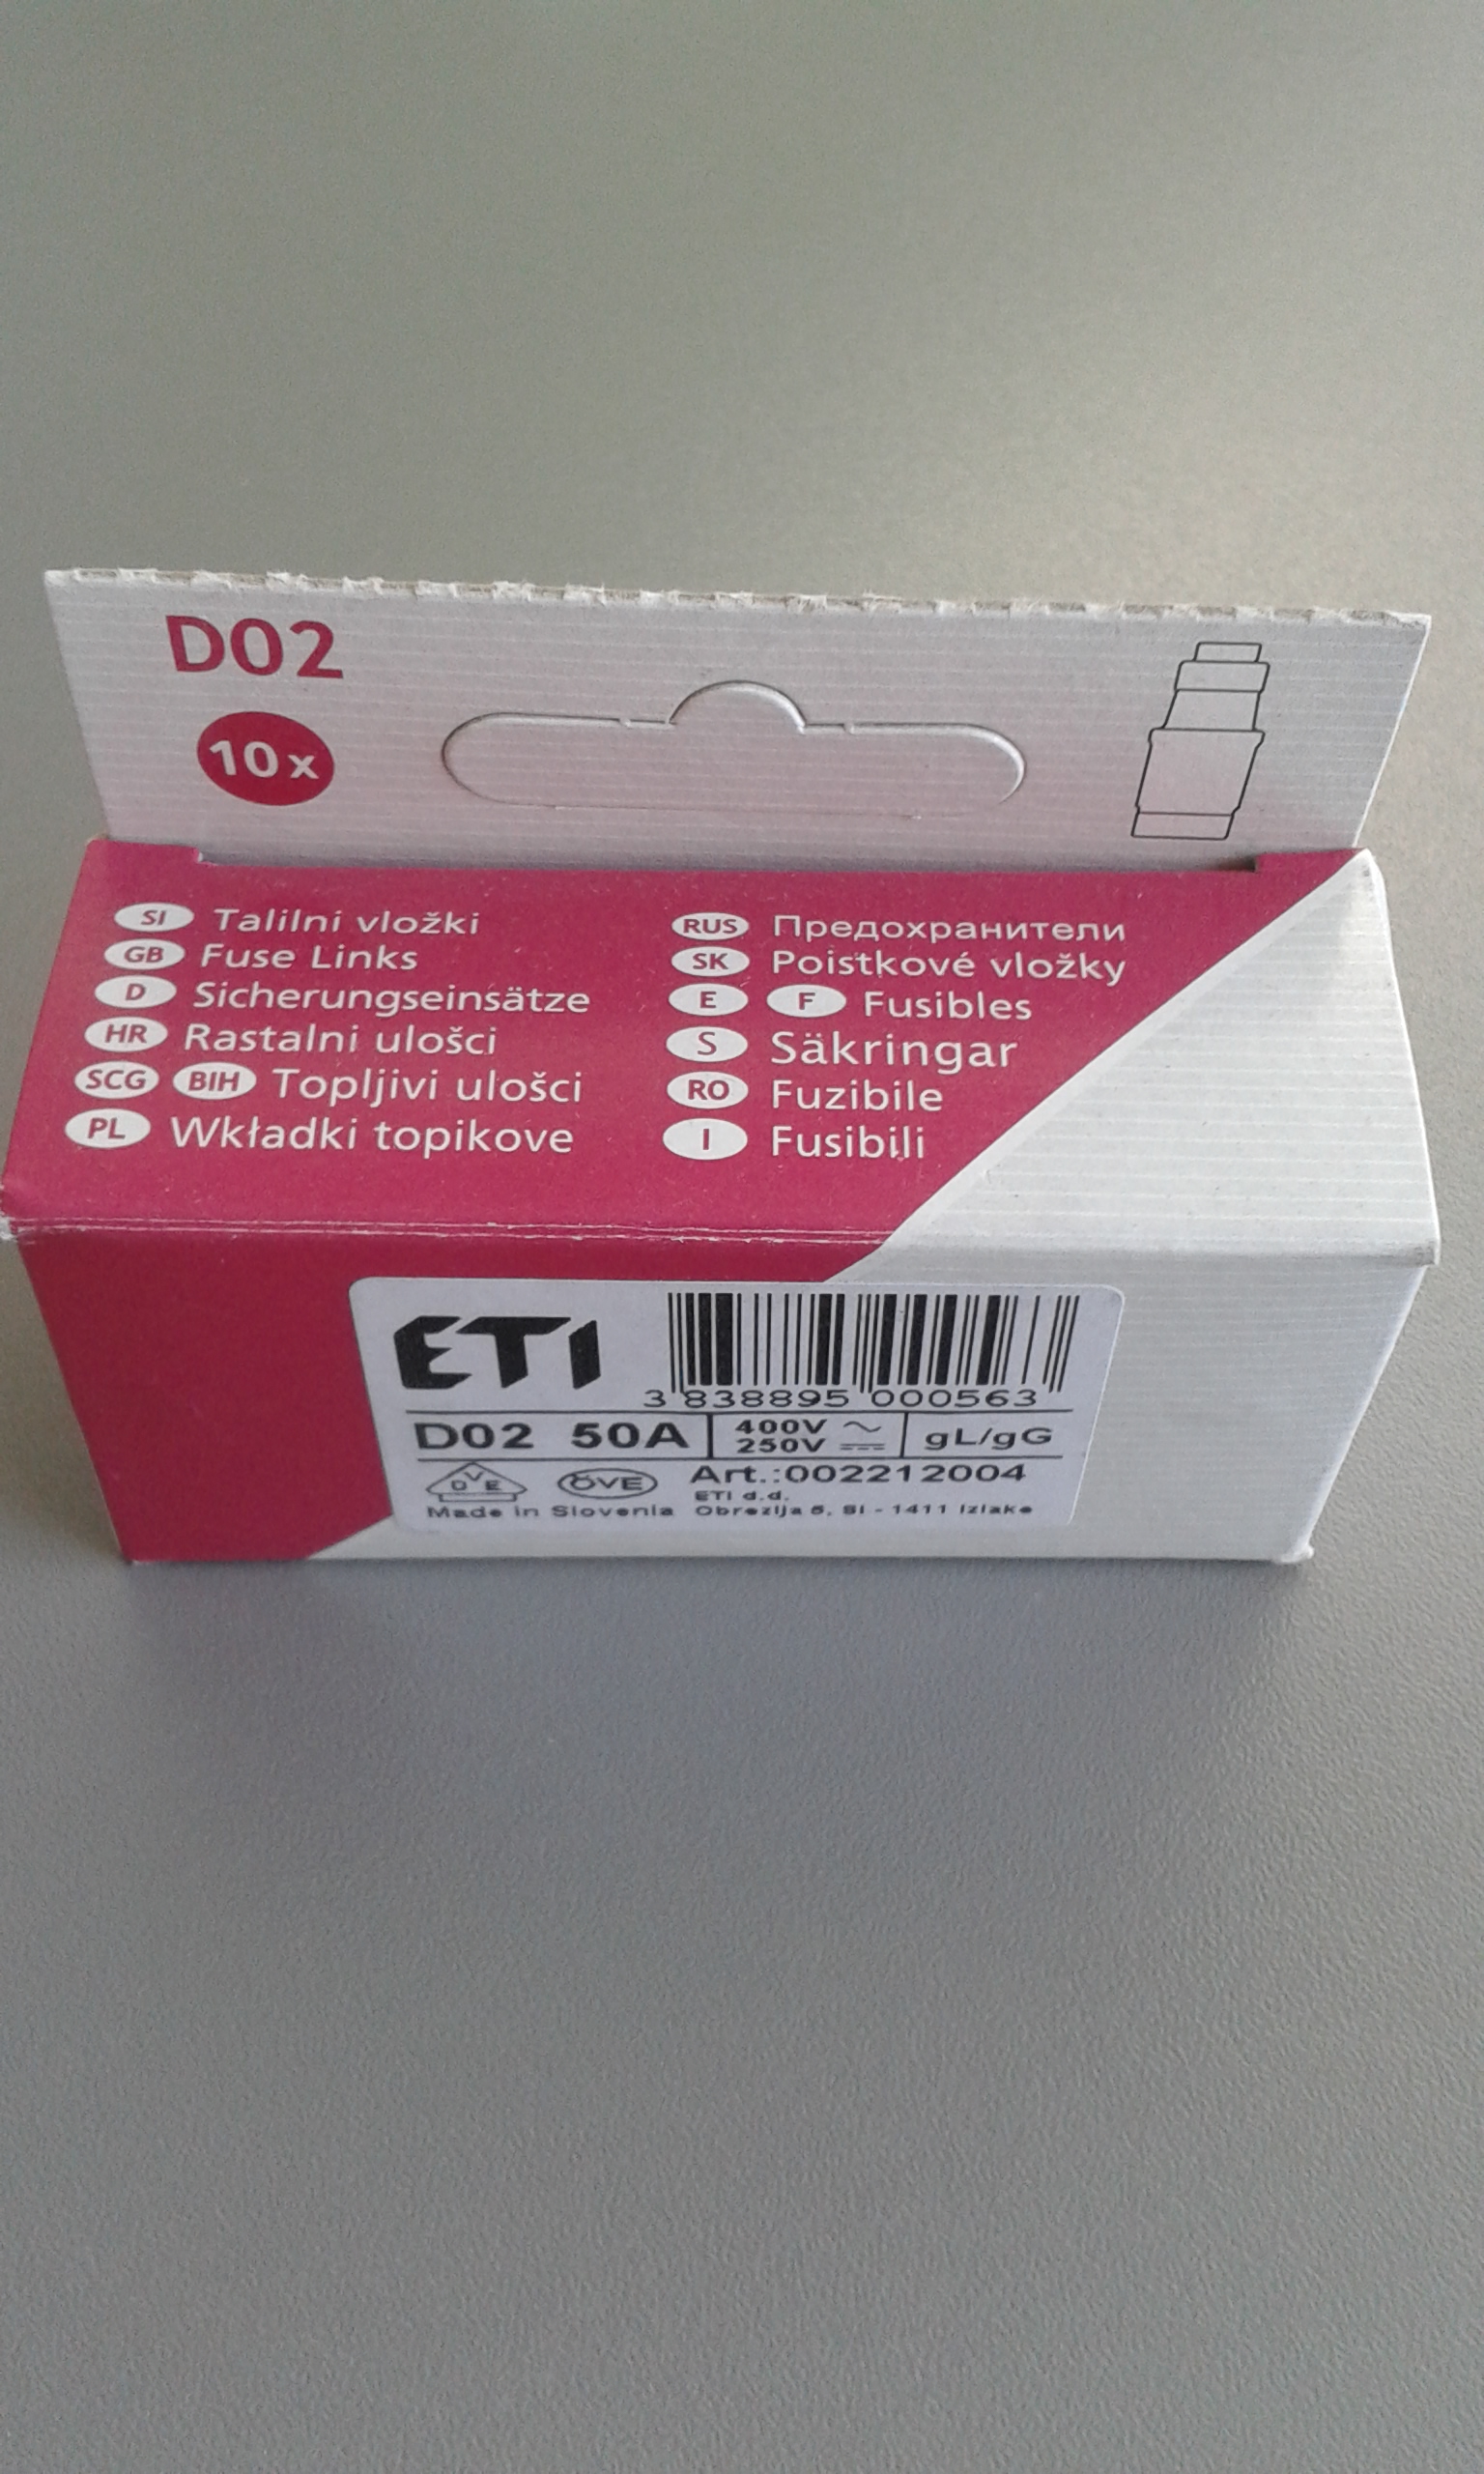 D02
10x
SI Talilni vložki
GB Fuse Links
D Sicherungseinsätze
HR Rastalni ulošci
SCG BIH Topljivi ulošci
PL Wkładki topikove
RUS Предохранители
SK Poistkové vložky
E F Fusibles
S Säkringar
RO Fuzibile
I Fusibili
ETI
3 838895 000563
D02 50A
400V ~
250V ⎓
gL/gG
DVE
ÖVE
Made in Slovenia
Art.:002212004
ETI d.d.
Obrezija 5, SI - 1411 Izlake